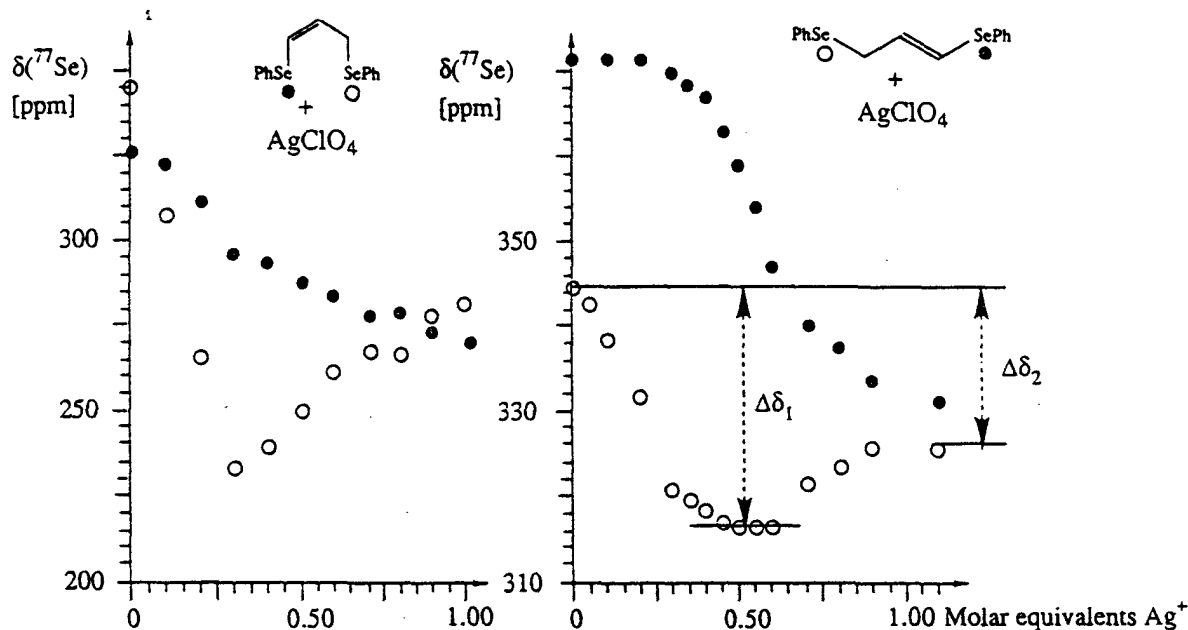 δ(⁷⁷Se)
[ppm]
PhSe
SePh
+
AgClO₄
300
250
200
0
0.50
1.00
δ(⁷⁷Se)
[ppm]
PhSe
SePh
+
AgClO₄
350
330
310
Δδ₁
Δδ₂
0
0.50
1.00
Molar equivalents Ag⁺